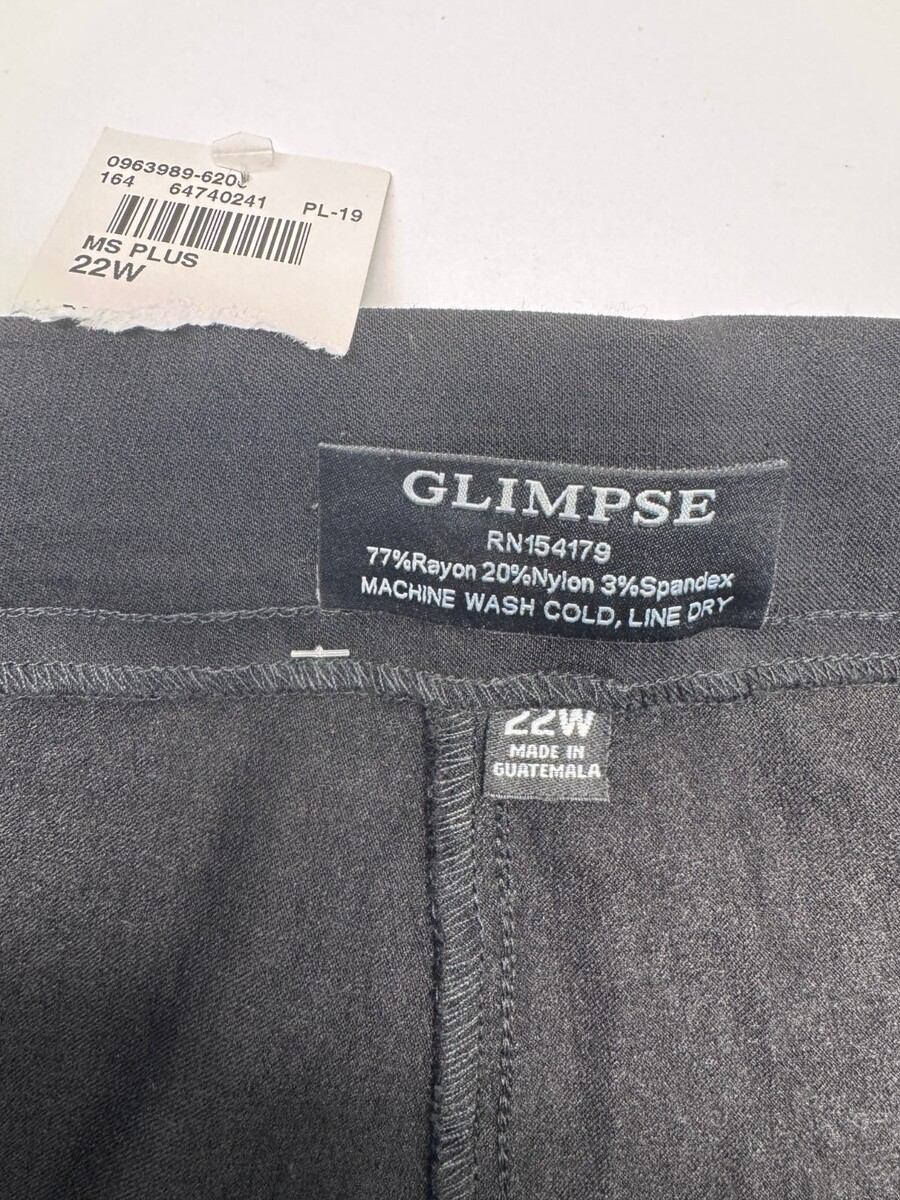 0963989-620
164 64740241 PL-19
MS PLUS
22W
GLIMPSE
RN154179
77%Rayon 20%Nylon 3%Spandex
MACHINE WASH COLD, LINE DRY
22W
MADE IN
GUATEMALA